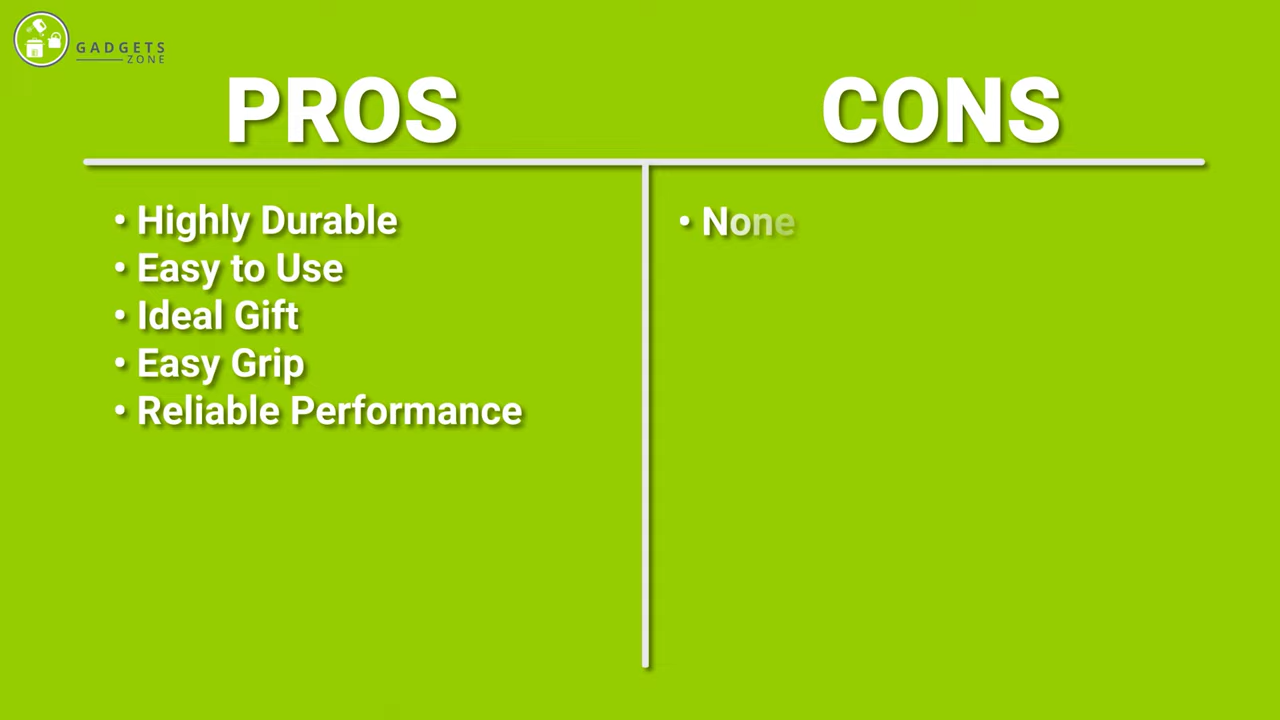 GADGETS
ZONE
PROS
CONS
• Highly Durable
• Easy to Use
• Ideal Gift
• Easy Grip
• Reliable Performance
• None